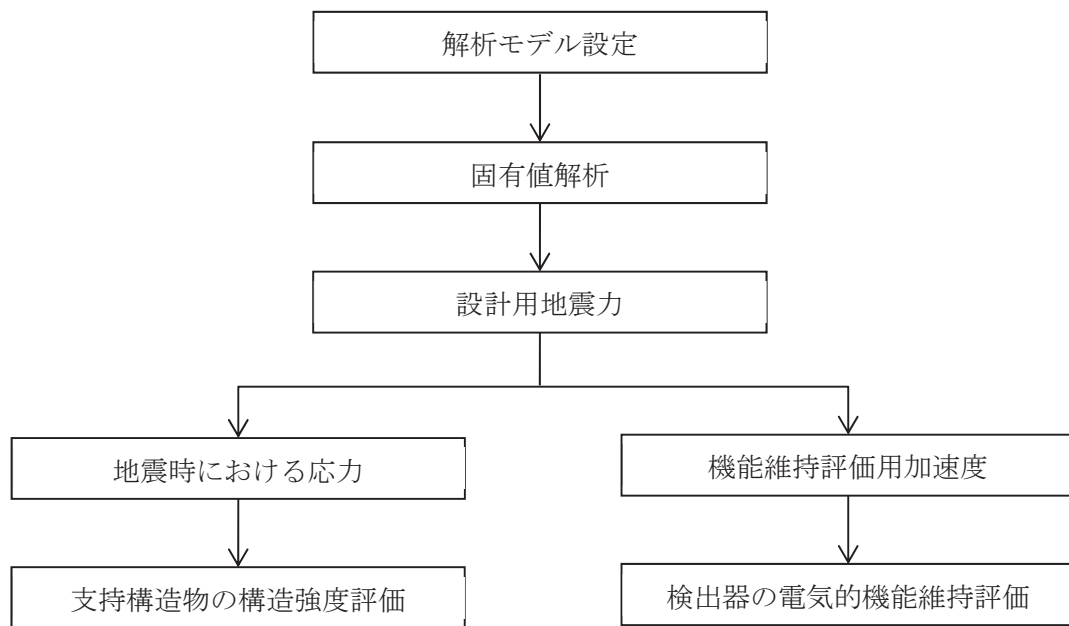 解析モデル設定
固有値解析
設計用地震力
地震時における応力
機能維持評価用加速度
支持構造物の構造強度評価
検出器の電気的機能維持評価